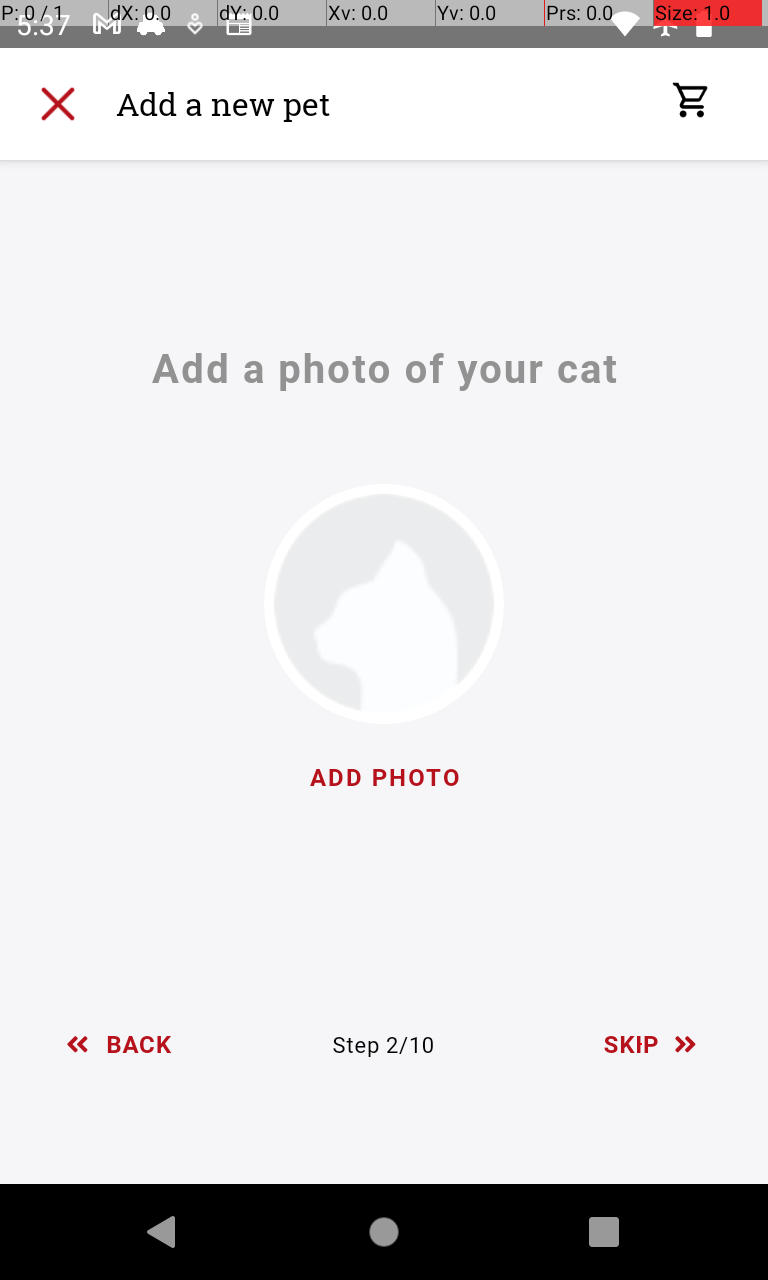 P: 0 / 1 dX: 0.0 dY: 0.0 Xv: 0.0 Yv: 0.0 Prs: 0.0 Size: 1.0
5:37
Add a new pet
Add a photo of your cat
ADD PHOTO
BACK Step 2/10 SKIP